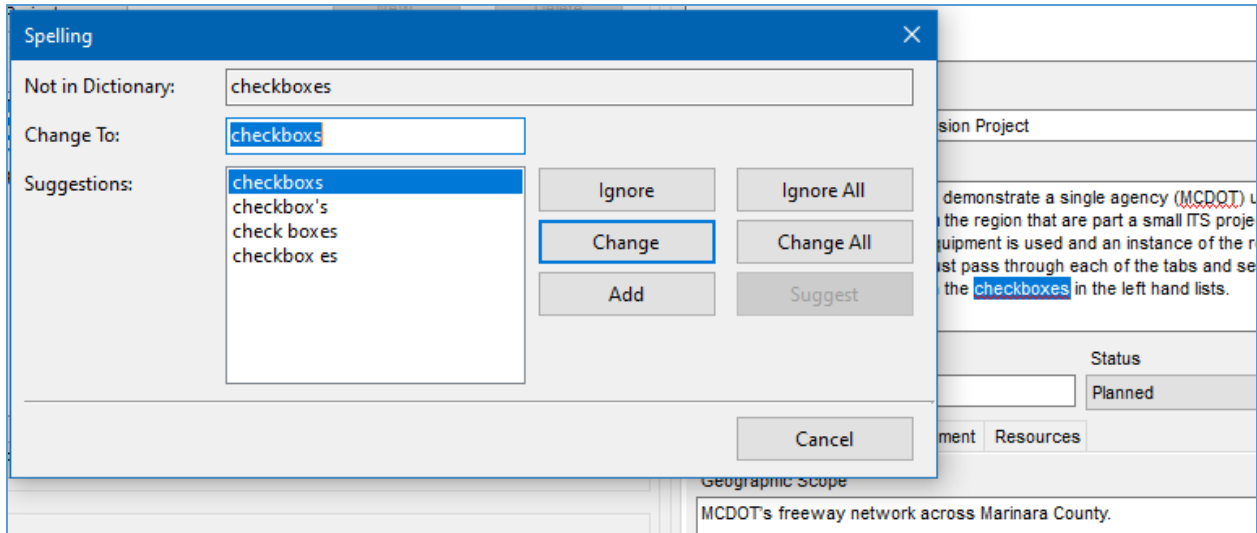 Spelling
Not in Dictionary: checkboxes
Change To: checkboxs
Suggestions:
checkboxs
checkbox's
check boxes
checkbox es
Ignore Ignore All
Change Change All
Add Suggest
Cancel
sion Project
demonstrate a single agency (MCDOT) u
the region that are part a small ITS proje
quipment is used and an instance of the r
ust pass through each of the tabs and se
the checkboxes in the left hand lists.
Status
Planned
ment Resources
Geographic Scope
MCDOT's freeway network across Marinara County.